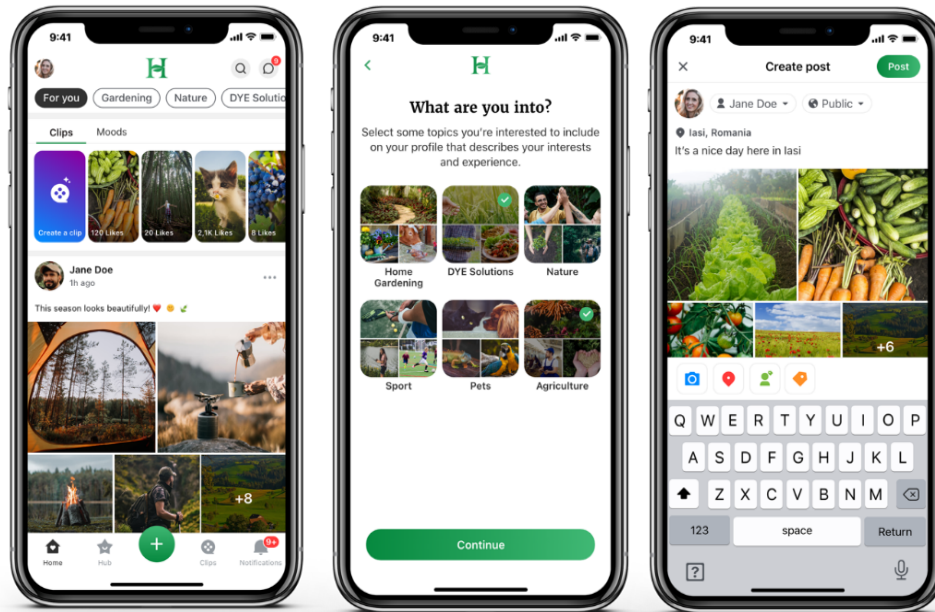 9:41
H
9
For you
Gardening
Nature
DYE Solutio
Clips
Moods
Create a clip
120 Likes
20 Likes
2,1K Likes
6 Likes
Jane Doe
1h ago
This season looks beautifully!
+8
Home
Hub
+
Clips
9+
Notifications
9:41
H
What are you into?
Select some topics you're interested to include
on your profile that describes your interests
and experience.
Home
Gardening
DYE Solutions
Nature
Sport
Pets
Agriculture
Continue
9:41
Create post
Post
Jane Doe
Public
Iasi, Romania
It's a nice day here in Iasi
+6
Q W E R T Y U I O P
A S D F G H J K L
Z X C V B N M
123
space
Return
?